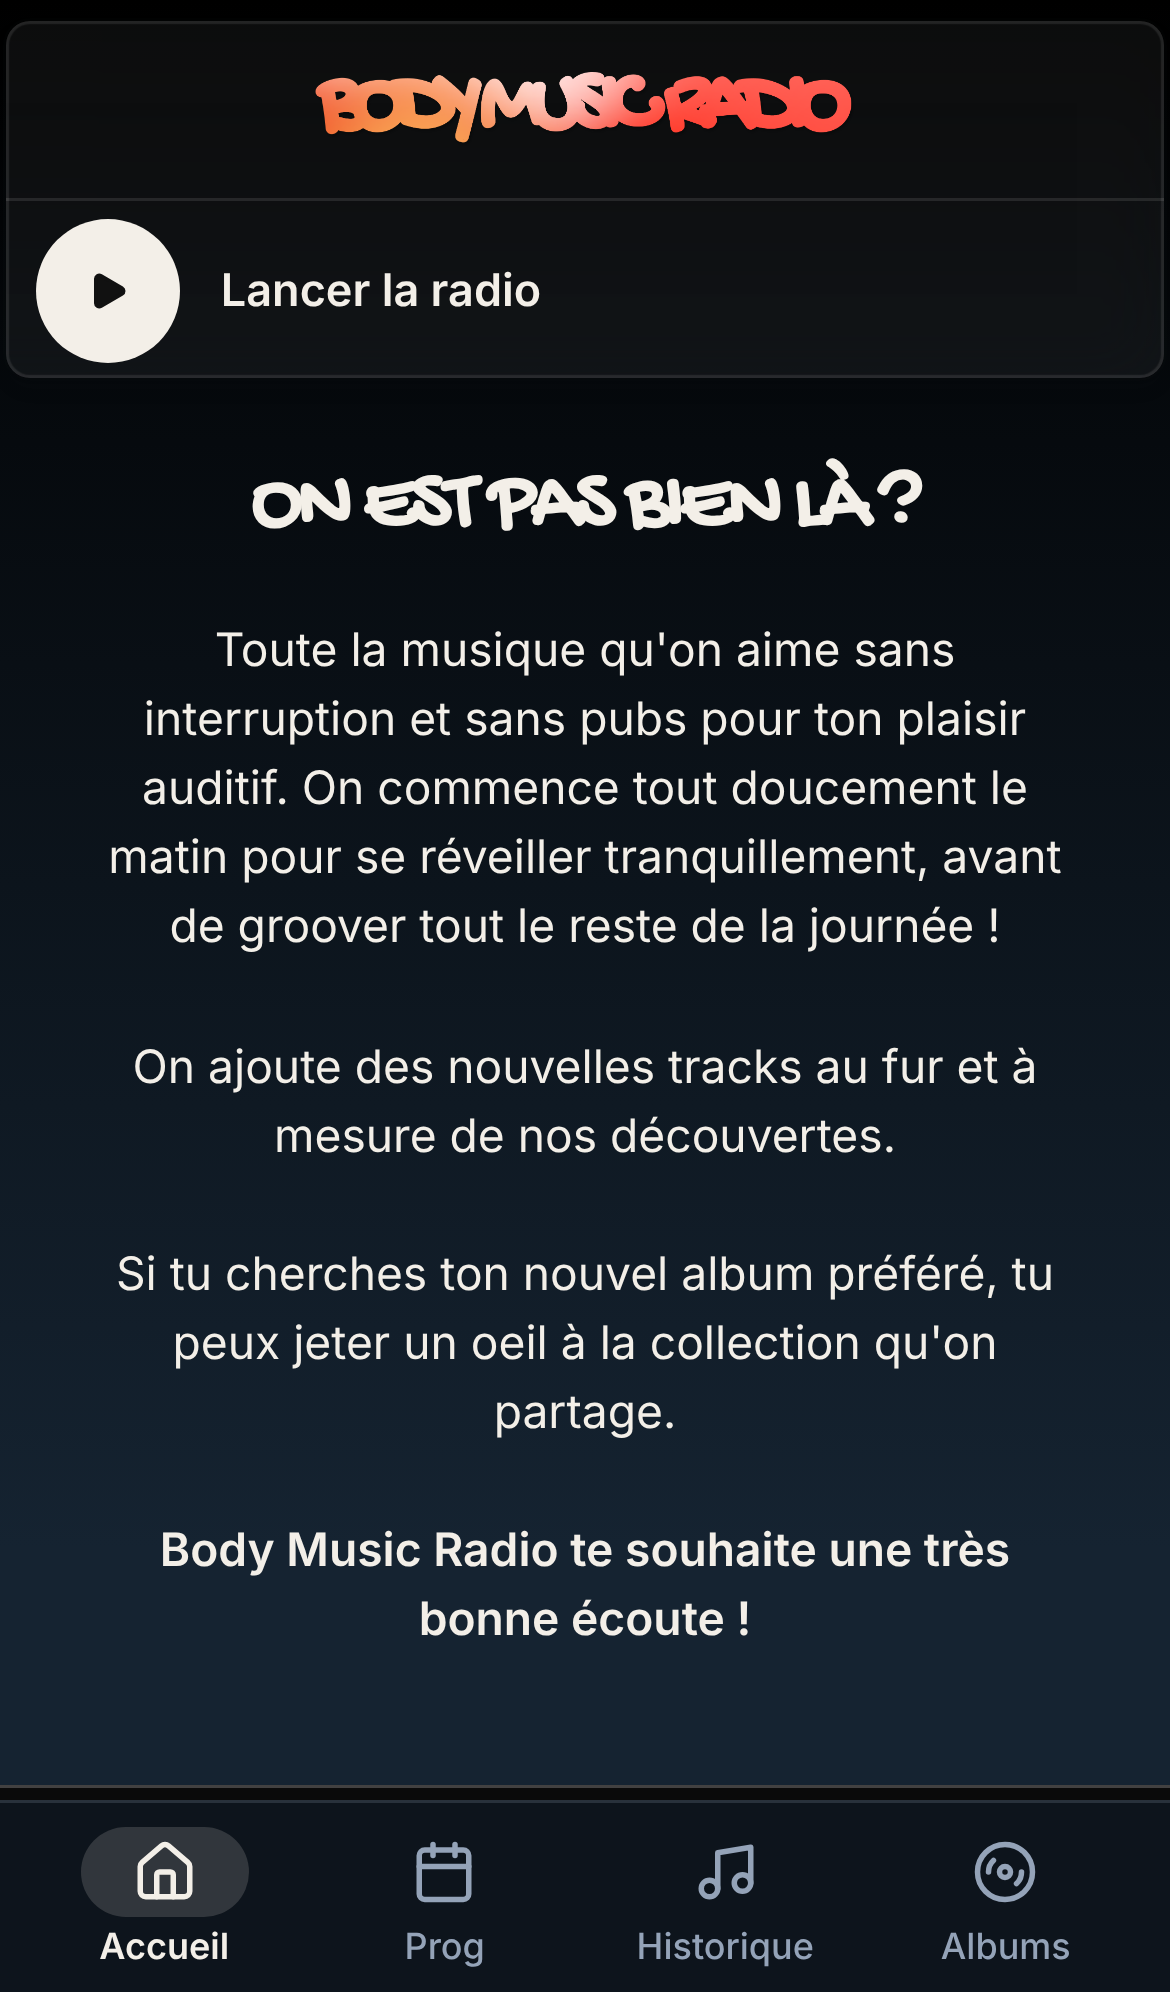 BODY MUSIC RADIO
Lancer la radio
ON EST PAS BIEN LÀ ?
Toute la musique qu'on aime sans
interruption et sans pubs pour ton plaisir
auditif. On commence tout doucement le
matin pour se réveiller tranquillement, avant
de groover tout le reste de la journée !
On ajoute des nouvelles tracks au fur et à
mesure de nos découvertes.
Si tu cherches ton nouvel album préféré, tu
peux jeter un oeil à la collection qu'on
partage.
Body Music Radio te souhaite une très
bonne écoute !
Accueil
Prog
Historique
Albums